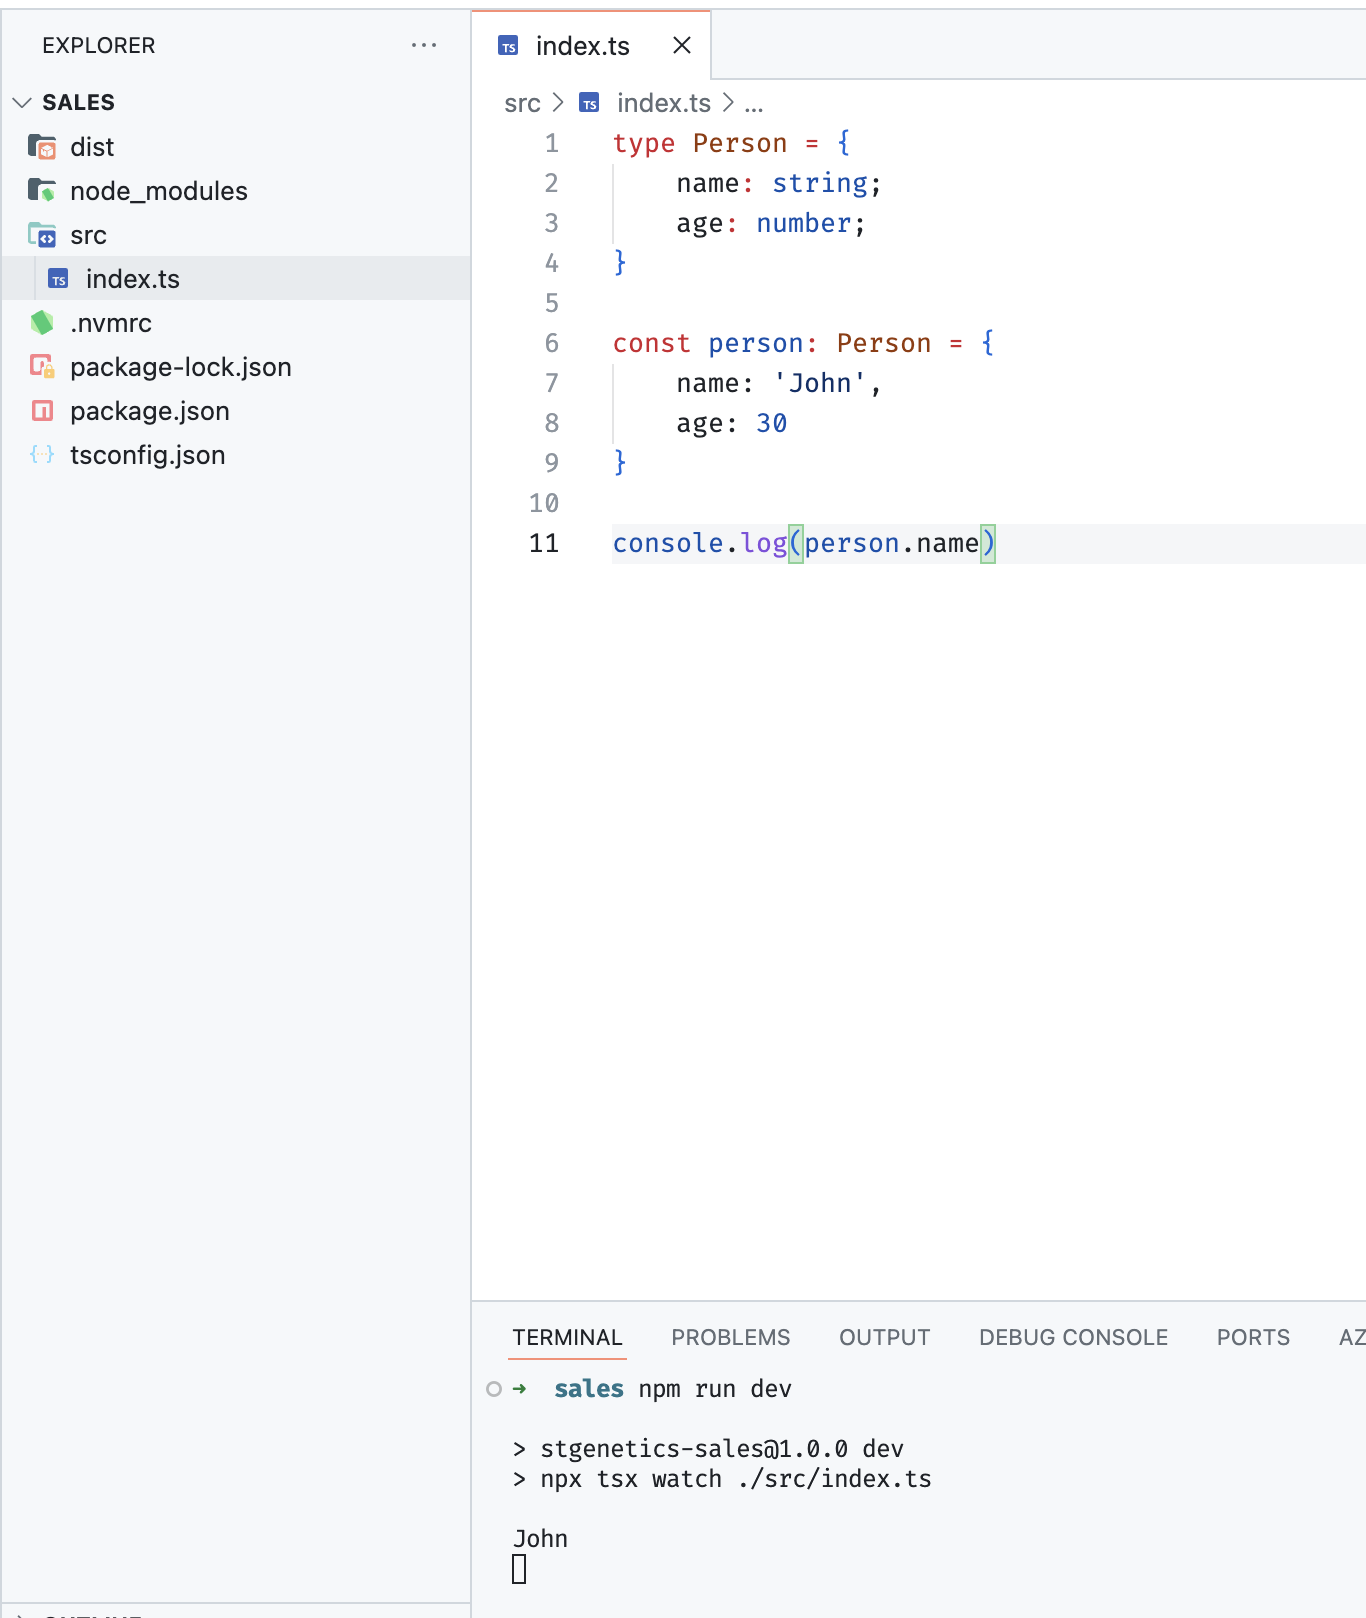 EXPLORER
SALES
dist
node_modules
src
TS index.ts
.nvmrc
package-lock.json
package.json
tsconfig.json
TS index.ts
src > TS index.ts > ...
1 type Person = {
2 name: string;
3 age: number;
4 }
5
6 const person: Person = {
7 name: 'John',
8 age: 30
9 }
10
11 console.log(person.name)
TERMINAL PROBLEMS OUTPUT DEBUG CONSOLE PORTS AZ
➜ sales npm run dev
> stgenetics-sales@1.0.0 dev
> npx tsx watch ./src/index.ts
John